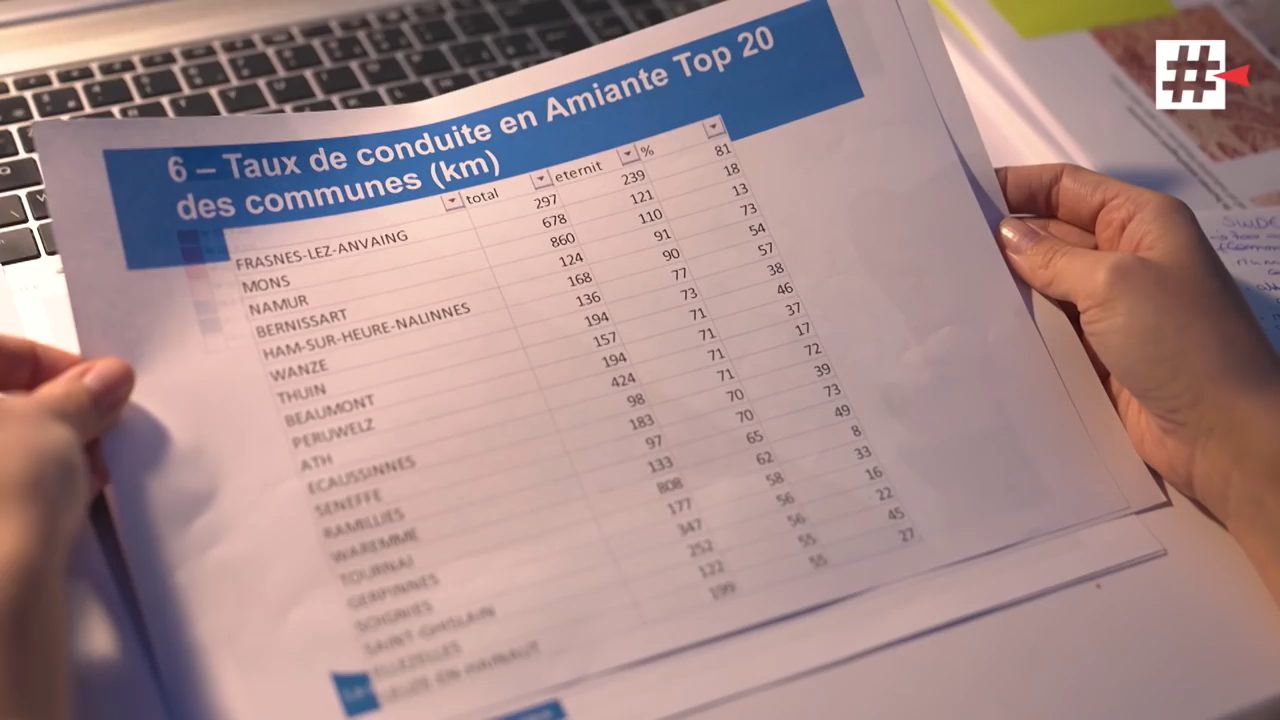 6 – Taux de conduite en Amiante Top 20
des communes (km)
total eternit %
FRASNES-LEZ-ANVAING 297 239 81
MONS 678 121 18
NAMUR 860 110 13
BERNISSART 124 91 73
HAM-SUR-HEURE-NALINNES 168 90 54
WANZE 136 77 57
THUIN 194 73 38
BEAUMONT 157 71 46
PERUWELZ 194 71 37
ATH 424 71 17
ECAUSSINNES 98 71 72
SENEFFE 183 70 39
RAMILLIES 97 70 73
WAREMME 133 65 49
TOURNAI 808 62 8
GERPINNES 177 58 33
SOIGNIES 347 56 16
SAINT-GHISLAIN 252 56 22
ELLEZELLES 122 55 45
LEUZE-EN-HAINAUT 199 55 27
#